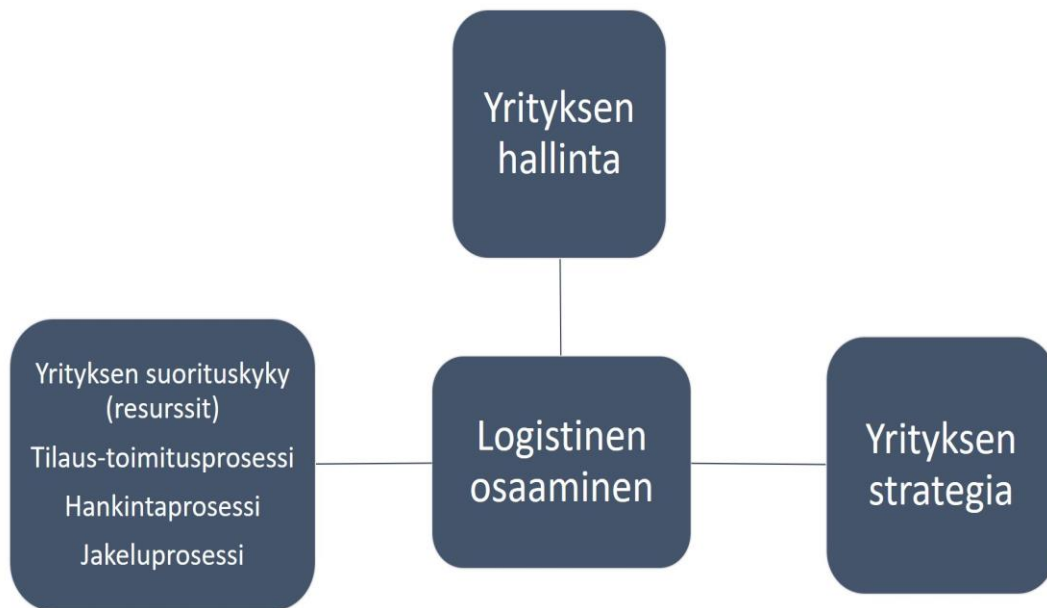 Yrityksen
hallinta
Yrityksen suorituskyky
(resurssit)
Tilaus-toimitusprosessi
Hankintaprosessi
Jakeluprosessi
Logistinen
osaaminen
Yrityksen
strategia